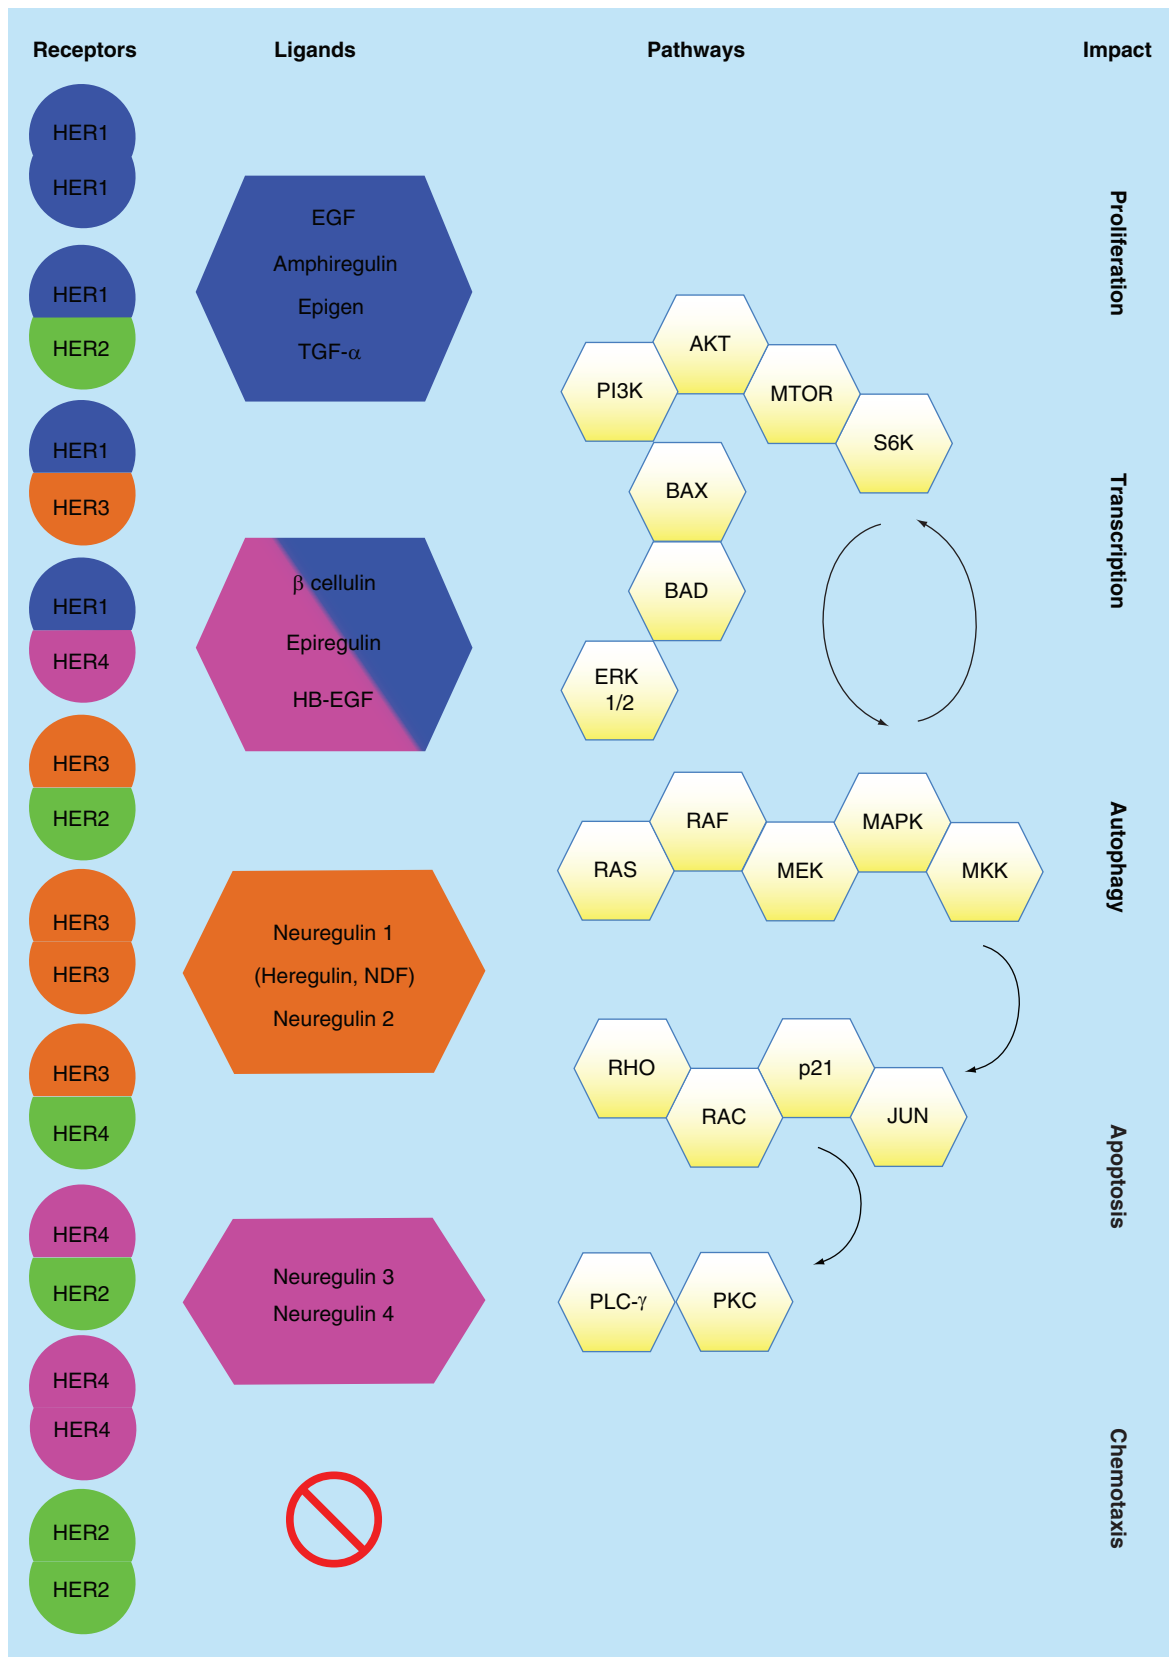 Receptors
Ligands
Pathways
Impact
HER1
HER1
HER1
HER2
HER1
HER3
HER1
HER4
HER3
HER2
HER3
HER3
HER3
HER4
HER4
HER2
HER4
HER4
HER2
HER2
EGF
Amphiregulin
Epigen
TGF-α
β cellulin
Epiregulin
HB-EGF
Neuregulin 1
(Heregulin, NDF)
Neuregulin 2
Neuregulin 3
Neuregulin 4
PI3K
AKT
MTOR
S6K
BAX
BAD
ERK
1/2
RAS
RAF
MEK
MAPK
MKK
RHO
RAC
p21
JUN
PLC-γ
PKC
Proliferation
Transcription
Autophagy
Apoptosis
Chemotaxis